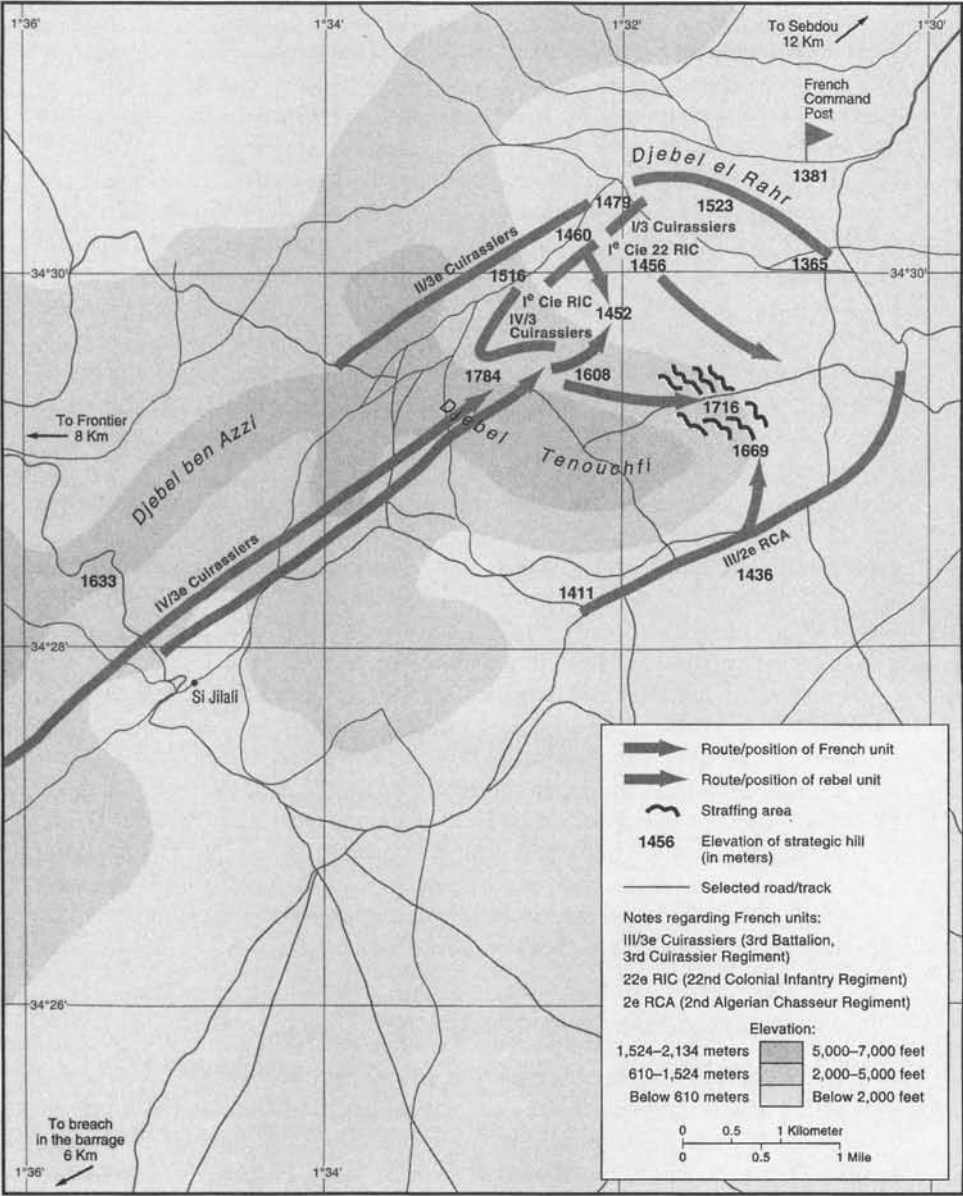 1°36'
1°34'
1°32'
1°30'
To Sebdou
12 Km
French
Command
Post
Djebel el Rahr
1381
1479
1523
I/3 Cuirassiers
1460
Iᵉ Cie 22 RIC
II/3e Cuirassiers
1456
1365
34°30'
34°30'
1516
Iᵉ Cie RIC
IV/3
Cuirassiers
1452
1784
1608
Djebel
Tenouchfi
1716
1669
To Frontier
8 Km
Djebel ben Azzi
IV/3e Cuirassiers
III/2e RCA
1436
1633
1411
34°28'
Si Jilali
34°26'
To breach
in the barrage
6 Km
1°36'
1°34'
Route/position of French unit
Route/position of rebel unit
Straffing area
1456 Elevation of strategic hill
(in meters)
Selected road/track
Notes regarding French units:
III/3e Cuirassiers (3rd Battalion,
3rd Cuirassier Regiment)
22e RIC (22nd Colonial Infantry Regiment)
2e RCA (2nd Algerian Chasseur Regiment)
Elevation:
1,524–2,134 meters 5,000–7,000 feet
610–1,524 meters 2,000–5,000 feet
Below 610 meters Below 2,000 feet
0 0.5 1 Kilometer
0 0.5 1 Mile